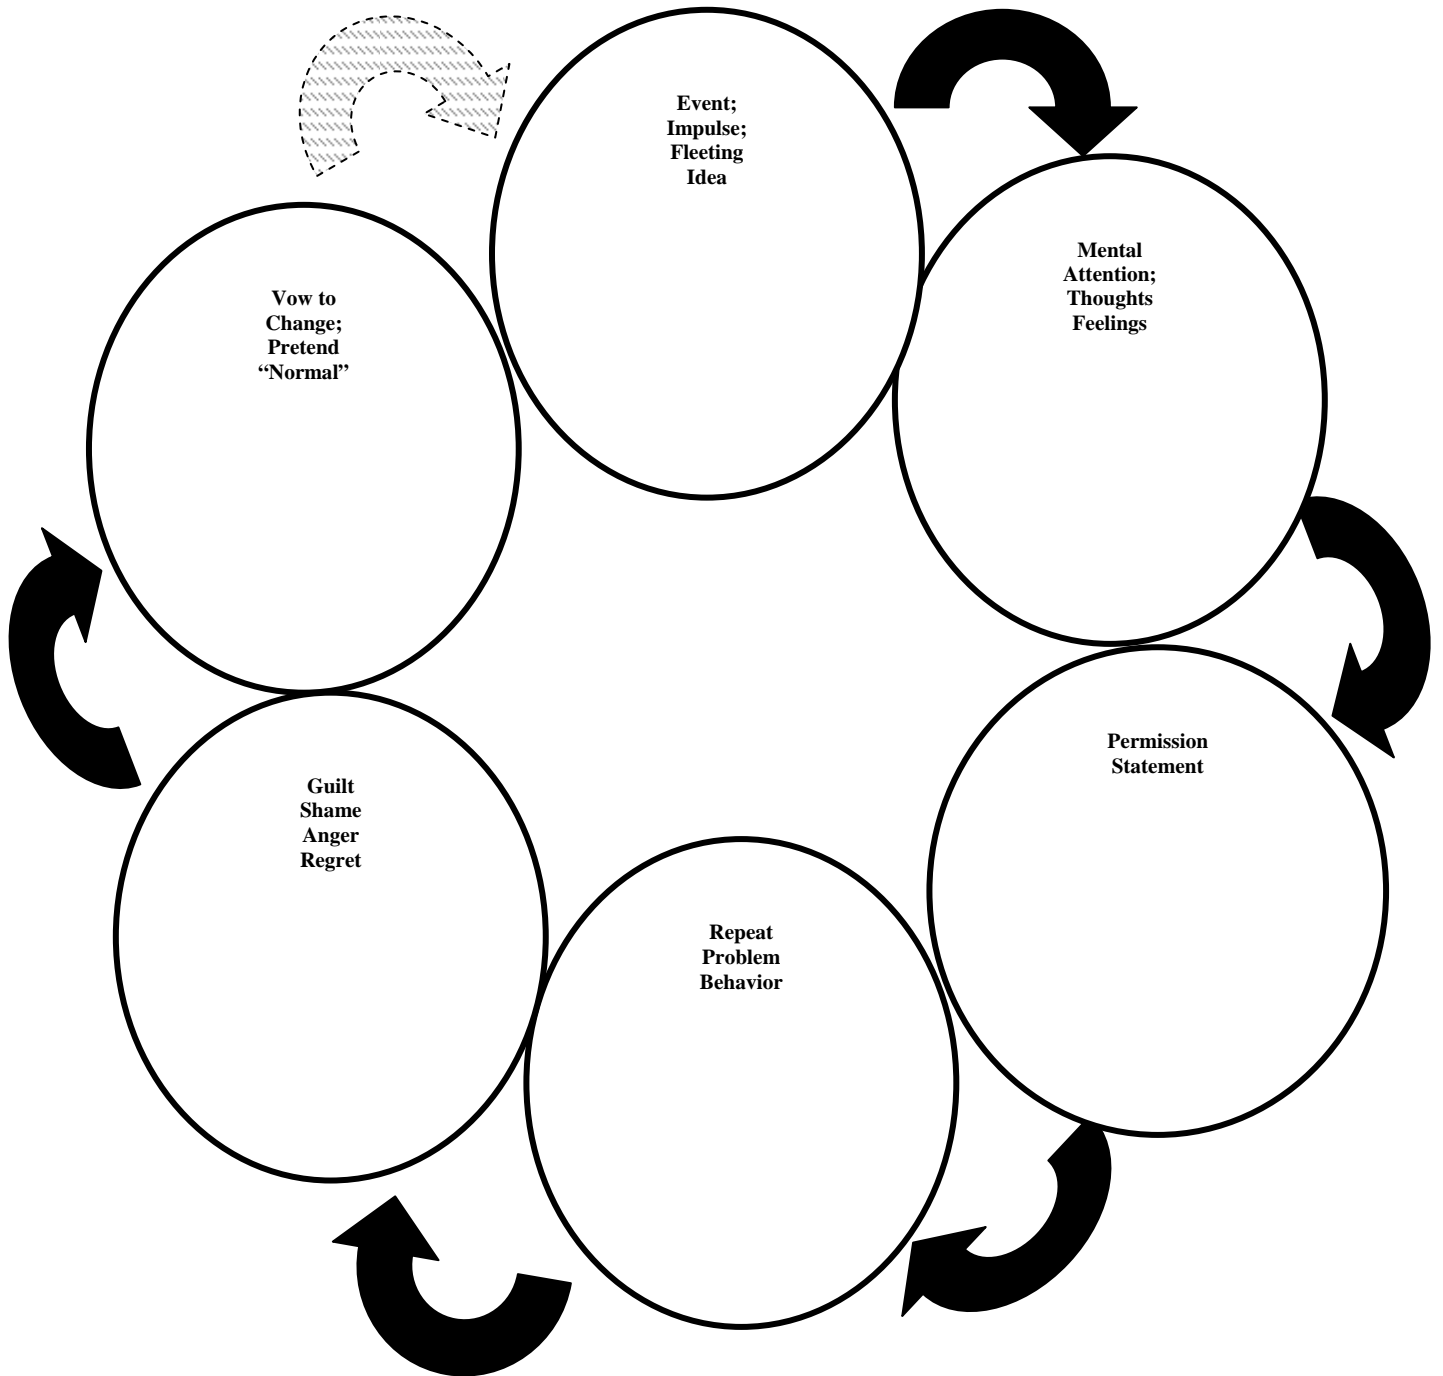 Event;
Impulse;
Fleeting
Idea
Mental
Attention;
Thoughts
Feelings
Permission
Statement
Repeat
Problem
Behavior
Guilt
Shame
Anger
Regret
Vow to
Change;
Pretend
“Normal”